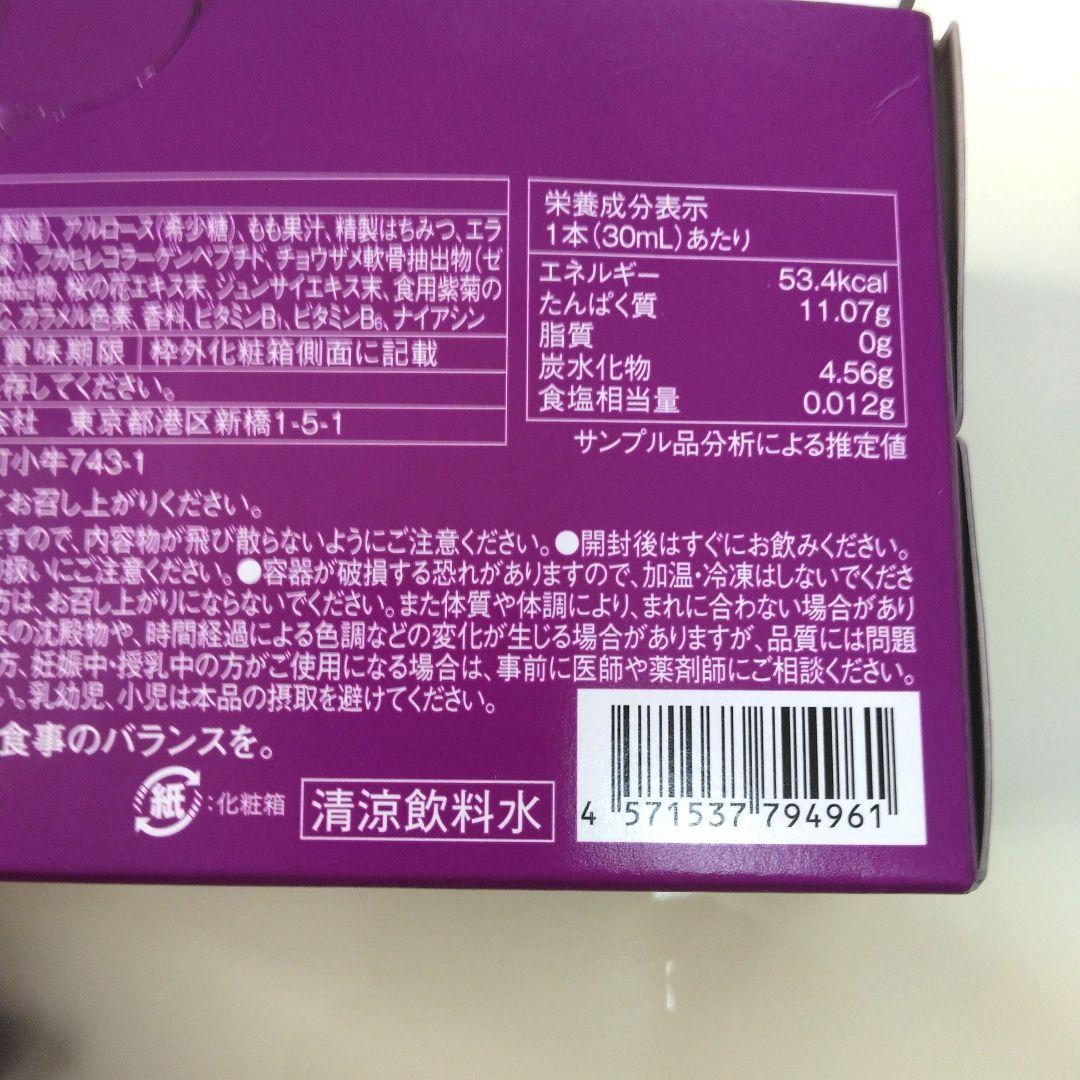 製造)、アルロース(希少糖)、もも果汁、精製はちみつ、エラ
、フカヒレコラーゲンペプチド、チョウザメ軟骨抽出物(ゼ
抽出物、桜の花エキス末、ジュンサイエキス末、食用紫菊の
C、カラメル色素、香料、ビタミンB₁、ビタミンB₆、ナイアシン
賞味期限 枠外化粧箱側面に記載
存してください。
会社 東京都港区新橋1-5-1
町小牛743-1
栄養成分表示
1本(30mL)あたり
エネルギー 53.4kcal
たんぱく質 11.07g
脂質 0g
炭水化物 4.56g
食塩相当量 0.012g
サンプル品分析による推定値
てお召し上がりください。
ますので、内容物が飛び散らないようにご注意ください。●開封後はすぐにお飲みください。
扱いにご注意ください。●容器が破損する恐れがありますので、加温・冷凍はしないでくださ
方は、お召し上がりにならないでください。また体質や体調により、まれに合わない場合があり
の沈殿物や、時間経過による色調などの変化が生じる場合がありますが、品質には問題
方、妊娠中・授乳中の方がご使用になる場合は、事前に医師や薬剤師にご相談ください。
い。乳幼児、小児は本品の摂取を避けてください。
食事のバランスを。
紙:化粧箱
清涼飲料水
4 571537 794961